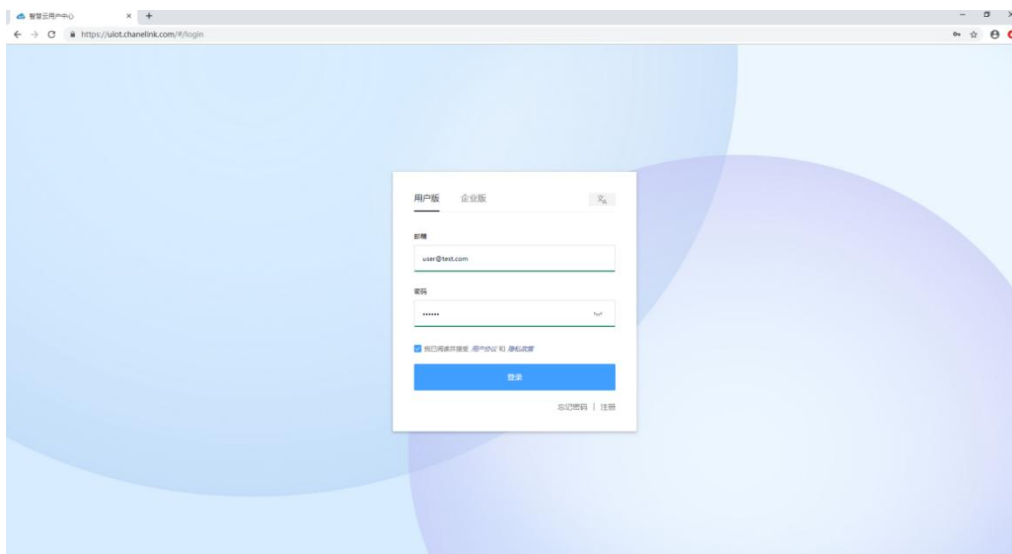 智慧云用户中心
https://uiot.chanelink.com/#/login
用户版 企业版
邮箱
user@test.com
密码
••••••
我已阅读并接受 用户协议 和 隐私政策
登录
忘记密码 | 注册